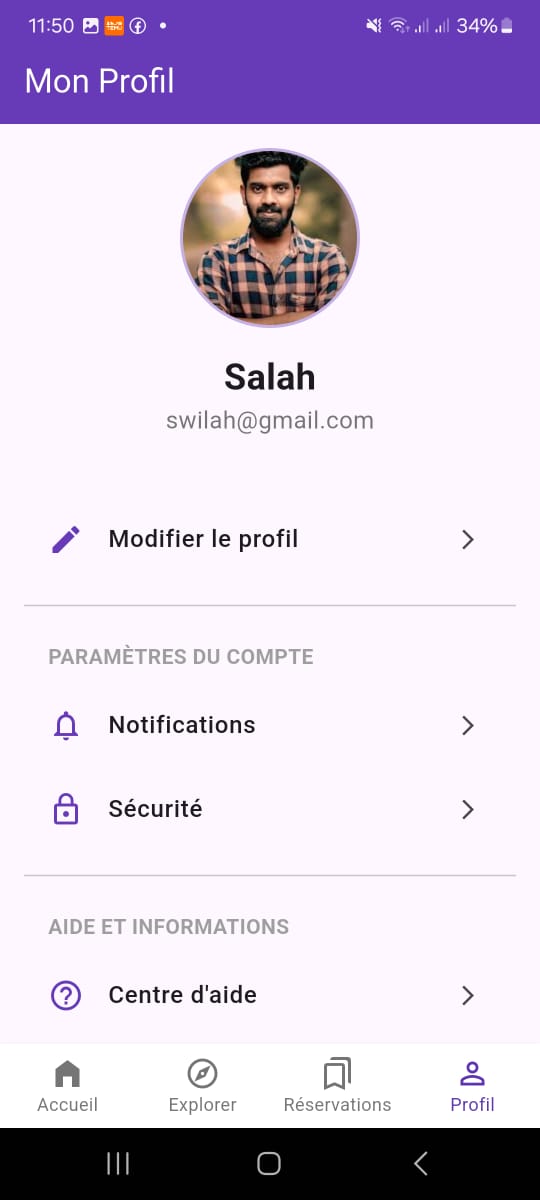 11:50
34%
Mon Profil
Salah
swilah@gmail.com
Modifier le profil
PARAMÈTRES DU COMPTE
Notifications
Sécurité
AIDE ET INFORMATIONS
Centre d'aide
Accueil
Explorer
Réservations
Profil